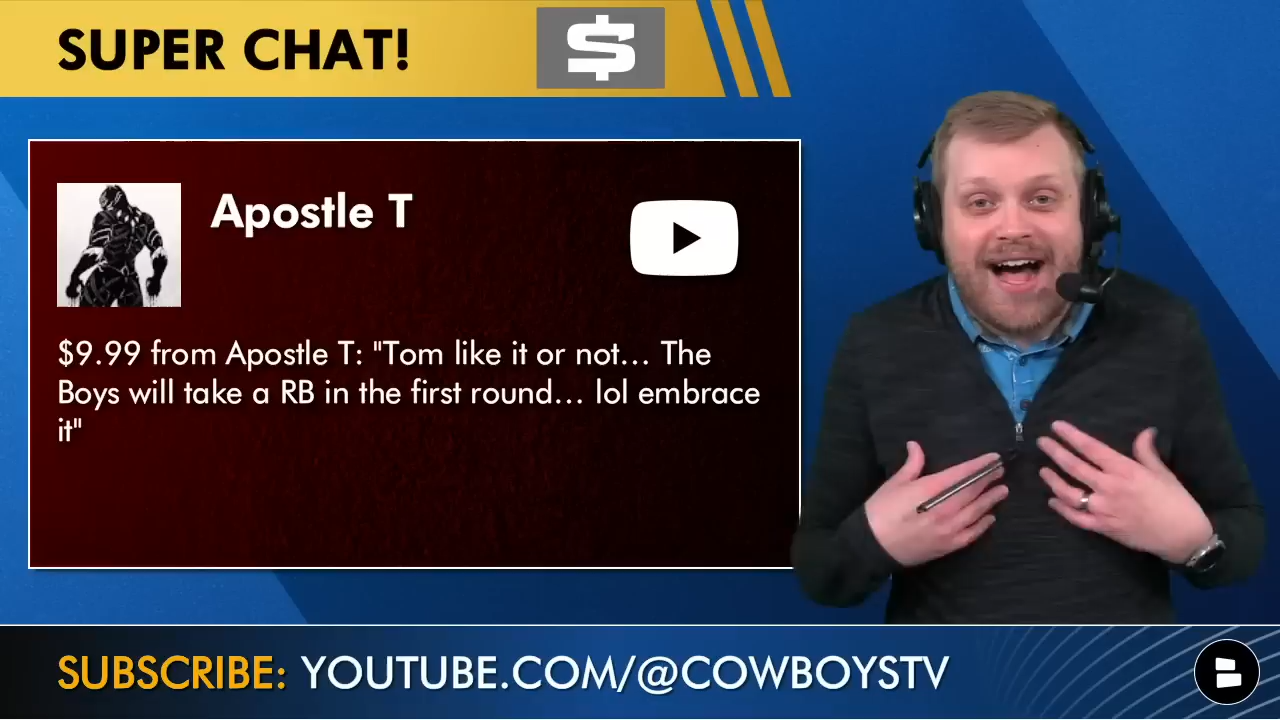 SUPER CHAT!
$
Apostle T
$9.99 from Apostle T: "Tom like it or not... The
Boys will take a RB in the first round... lol embrace
it"
SUBSCRIBE: YOUTUBE.COM/@COWBOYSTV